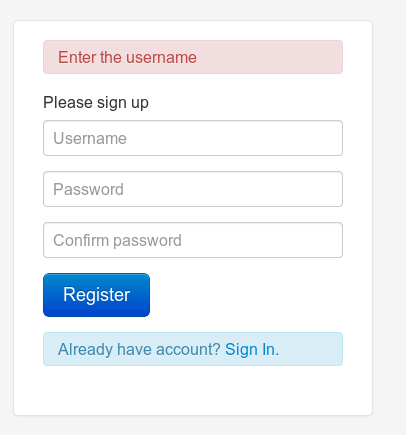 Enter the username
Please sign up
Username
Password
Confirm password
Register
Already have account? Sign In.